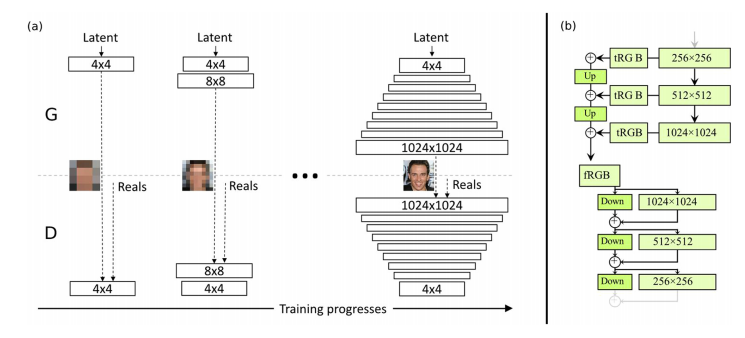 (a)
Latent
Latent
Latent
4x4
4x4
8x8
4x4
1024x1024
G
Reals
Reals
Reals
D
1024x1024
8x8
4x4
4x4
4x4
Training progresses
(b)
tRG B
256×256
Up
tRG B
512×512
Up
tRGB
1024×1024
fRGB
Down
1024×1024
Down
512×512
Down
256×256